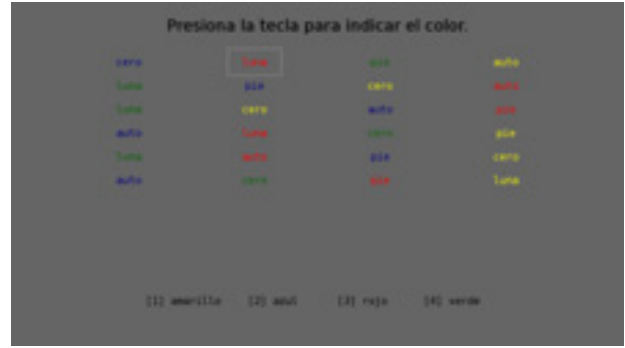 Presiona la tecla para indicar el color.
cero luna pie auto
luna pie cero auto
luna cero auto pie
auto luna cero pie
luna auto pie cero
auto cero pie luna
[1] amarillo [2] azul [3] rojo [4] verde